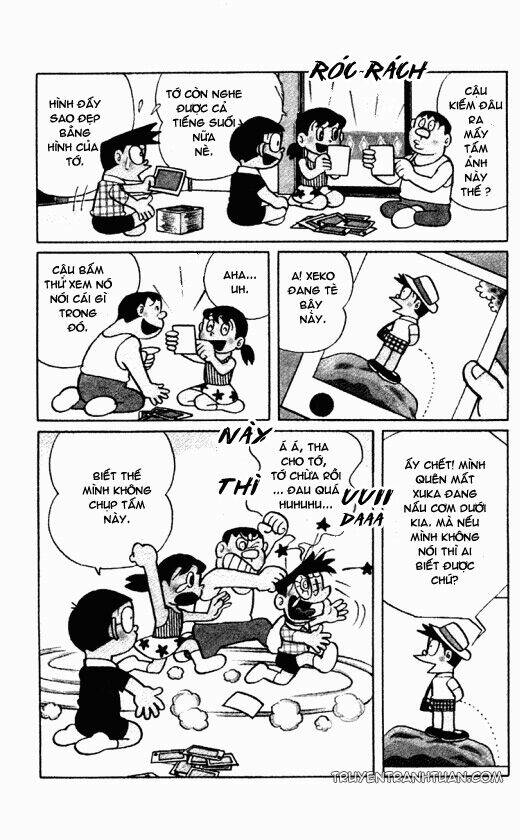 RÓC RÁCH
HÌNH ĐẤY
SAO ĐẸP
BẰNG
HÌNH CỦA
TỚ.
TỚ CÒN NGHE
ĐƯỢC CẢ
TIẾNG SUỐI
NỮA
NÈ.
CẬU
KIẾM ĐÂU
RA
MẤY
TẤM
ẢNH
NÀY
THẾ ?
CẬU BẤM
THỬ XEM NÓ
NÓI CÁI GÌ
TRONG
ĐÓ.
AHA...
UH.
A! XEKO
ĐANG TÈ
BẬY
NÀY.
BIẾT THẾ
MÌNH KHÔNG
CHỤP TẤM
NÀY.
NÀY
THÌ
Á Á, THA
CHO TỚ,
TỚ CHỪA RỒI
... ĐAU QUÁ
HUHUHU...
UUII
DAAA
ẤY CHẾT! MÌNH
QUÊN MẤT
XUKA ĐANG
NẤU CƠM DƯỚI
KIA, MÀ NẾU
MÌNH KHÔNG
NÓI THÌ AI
BIẾT ĐƯỢC
CHỨ?
TRUYENTRANHTUAN.COM